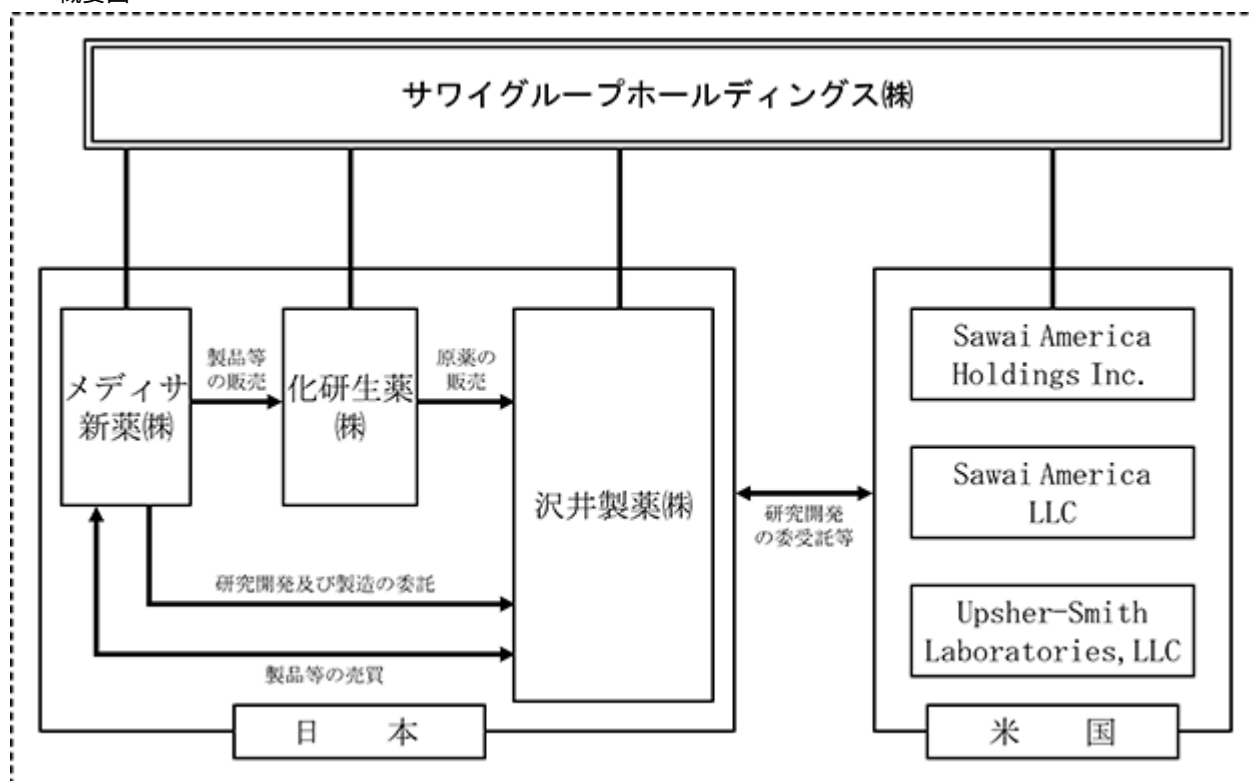 概要図
サワイグループホールディングス㈱
メディサ
新薬㈱
製品等
の販売
化研生薬
㈱
原薬の
販売
沢井製薬㈱
研究開発及び製造の委託
製品等の売買
日　本
研究開発
の委受託等
Sawai America
Holdings Inc.
Sawai America
LLC
Upsher-Smith
Laboratories, LLC
米　国